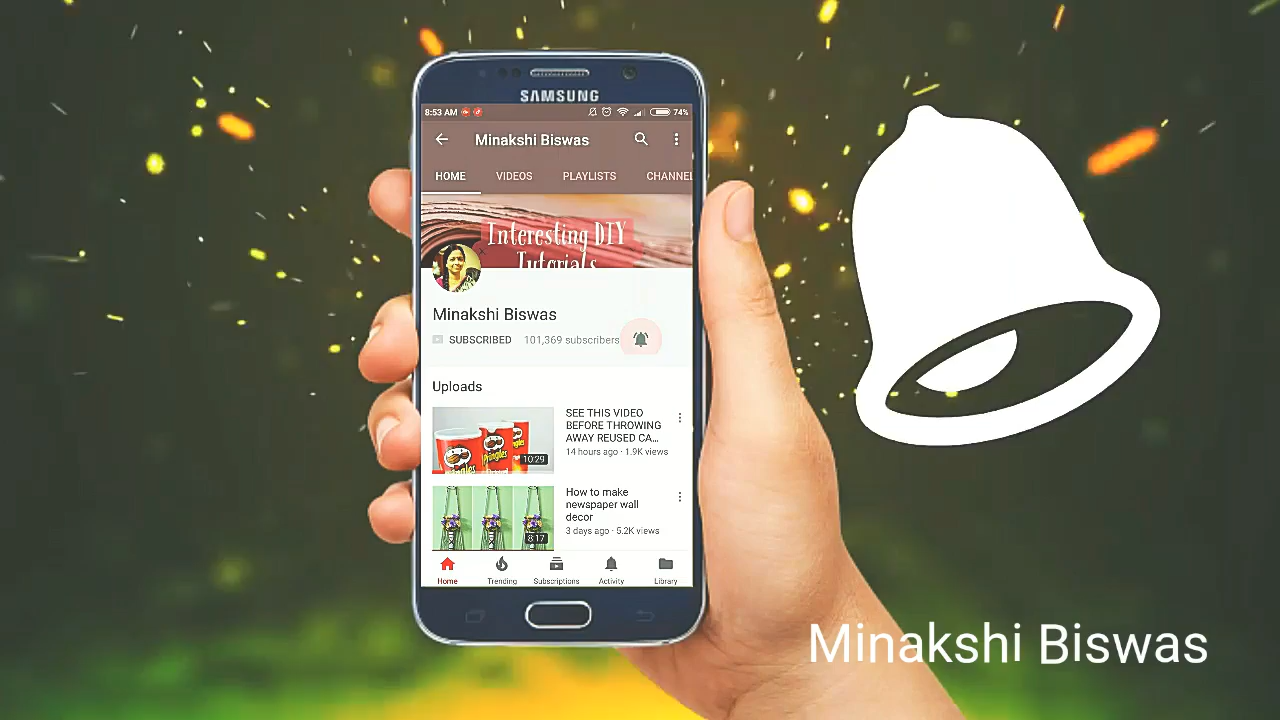 SAMSUNG
8:53 AM
74%
Minakshi Biswas
HOME VIDEOS PLAYLISTS CHANNEL
Interesting DIY
Tutorials
Minakshi Biswas
SUBSCRIBED 101,369 subscribers
Uploads
SEE THIS VIDEO
BEFORE THROWING
AWAY REUSED CA...
14 hours ago · 1.9K views
Pringles
10:29
How to make
newspaper wall
decor
3 days ago · 5.2K views
8:17
Home Trending Subscriptions Activity Library
Minakshi Biswas